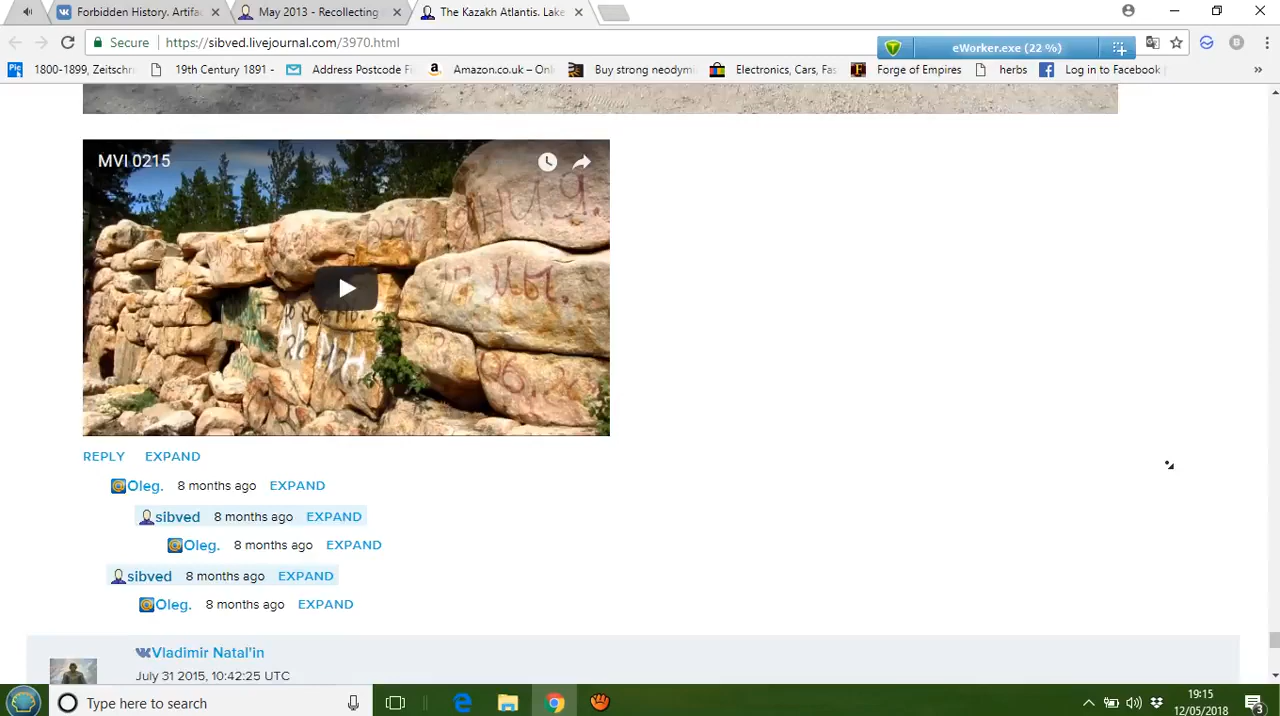 Forbidden History. Artifa
May 2013 - Recollecting
The Kazakh Atlantis. Lake
Secure
https://sibved.livejournal.com/3970.html
eWorker.exe (22 %)
1800-1899, Zeitschr
19th Century 1891 -
Address Postcode F
Amazon.co.uk – Onl
Buy strong neodym
Electronics, Cars, Fas
Forge of Empires
herbs
Log in to Facebook
»
MVI 0215
REPLY EXPAND
Oleg. 8 months ago EXPAND
sibved 8 months ago EXPAND
Oleg. 8 months ago EXPAND
sibved 8 months ago EXPAND
Oleg. 8 months ago EXPAND
Vladimir Natal'in
July 31 2015, 10:42:25 UTC
Type here to search
19:15
12/05/2018
3